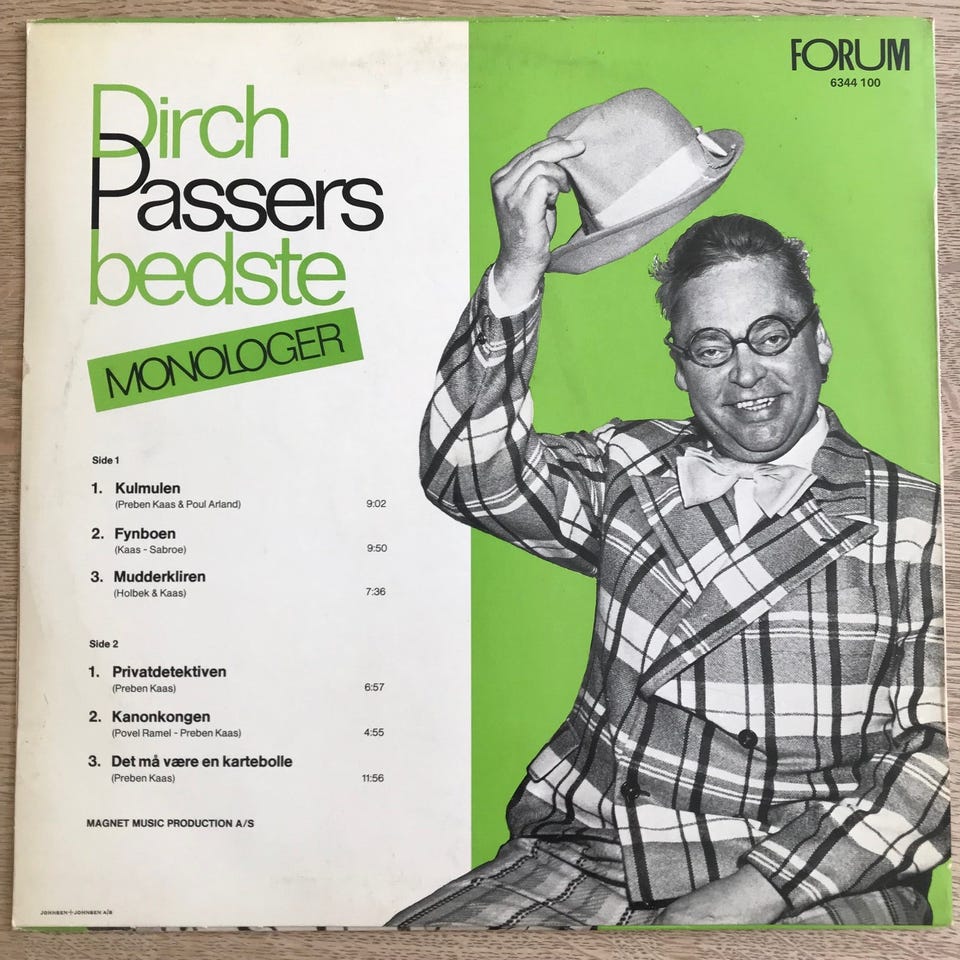 FORUM
6344 100
Dirch
Passers
bedste
MONOLOGER
Side 1
1. Kulmulen
(Preben Kaas & Poul Arland) 9:02
2. Fynboen
(Kaas - Sabroe) 9:50
3. Mudderkliren
(Holbek & Kaas) 7:36
Side 2
1. Privatdetektiven
(Preben Kaas) 6:57
2. Kanonkongen
(Povel Ramel - Preben Kaas) 4:55
3. Det må være en kartebolle
(Preben Kaas) 11:56
MAGNET MUSIC PRODUCTION A/S
JOHNSEN+JOHNSEN A/S